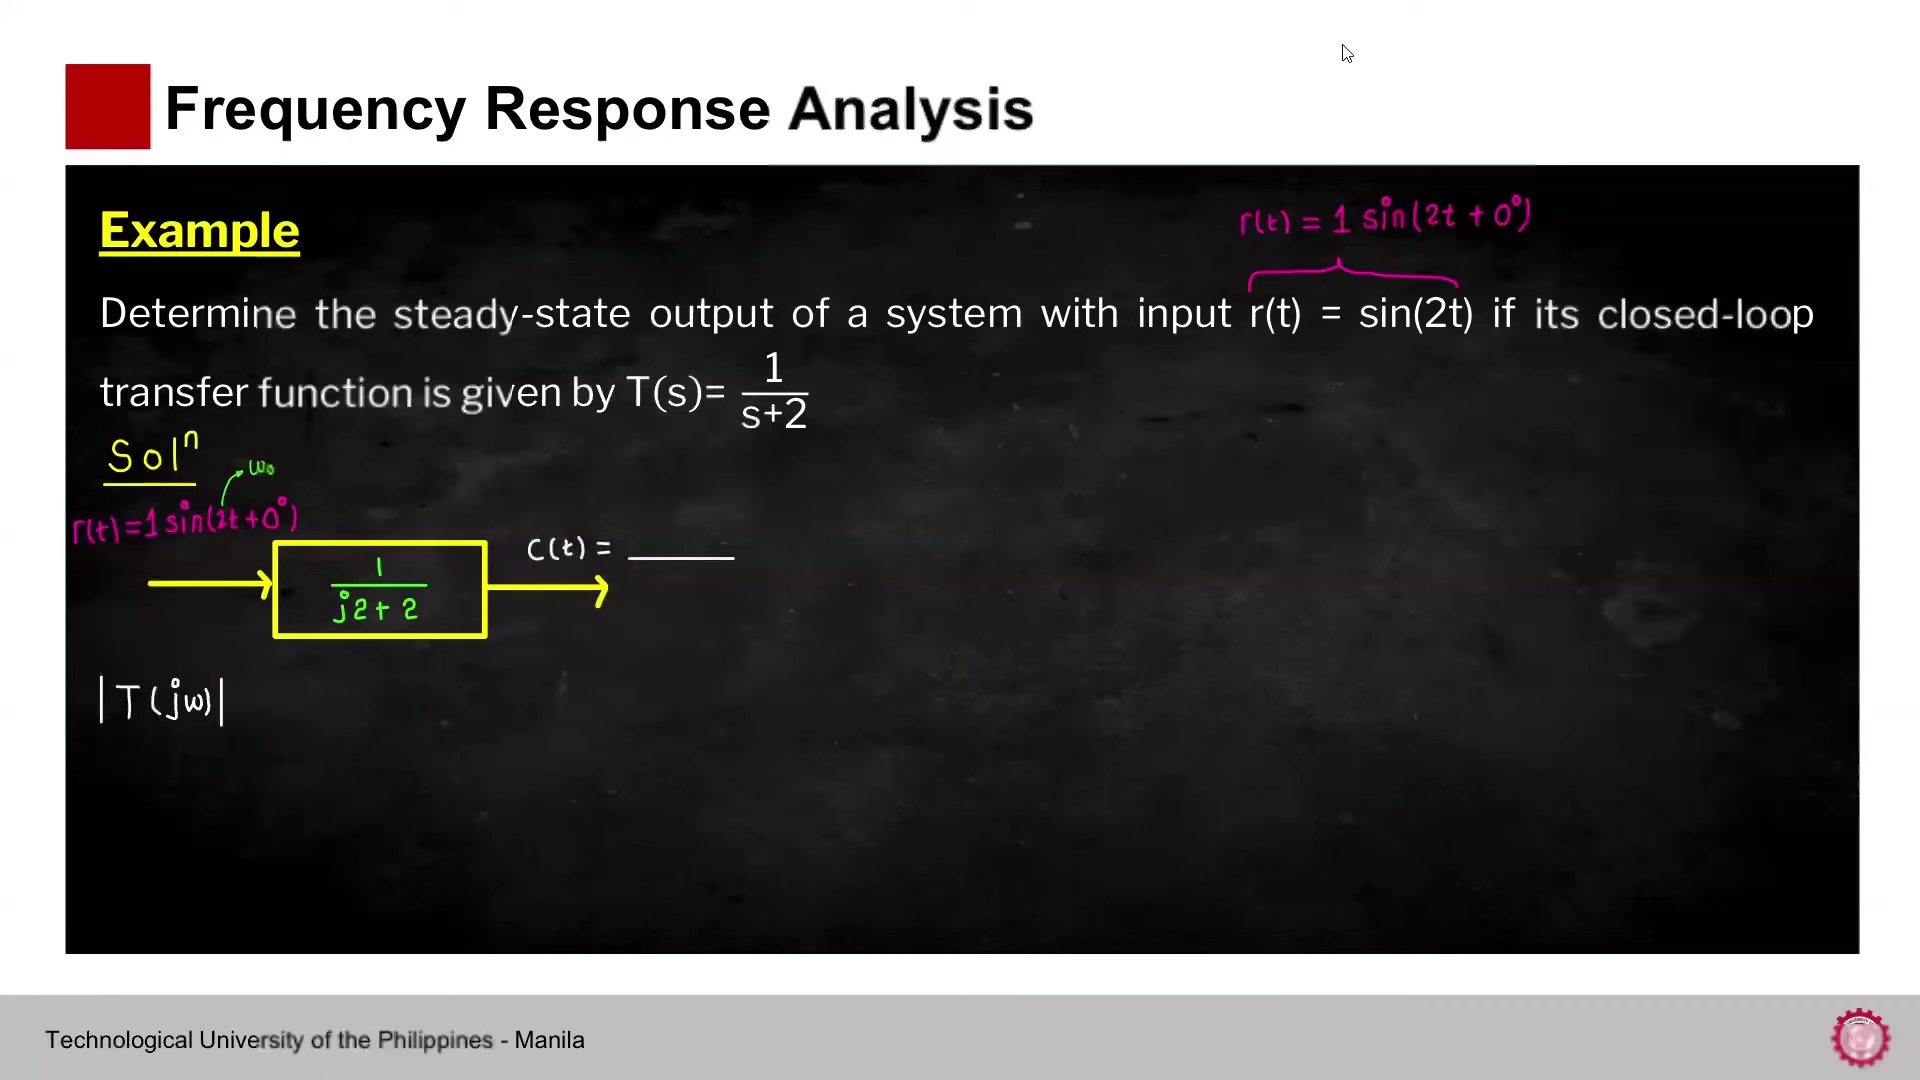 Frequency Response Analysis
Example
r(t) = 1 sin(2t + 0°)
Determine the steady-state output of a system with input r(t) = sin(2t) if its closed-loop
transfer function is given by T(s)= 1/(s+2)
Solⁿ
ω₀
r(t)=1 sin(2t+0°)
C(t) = ______
1
j2+ 2
|T(jω)|
Technological University of the Philippines - Manila